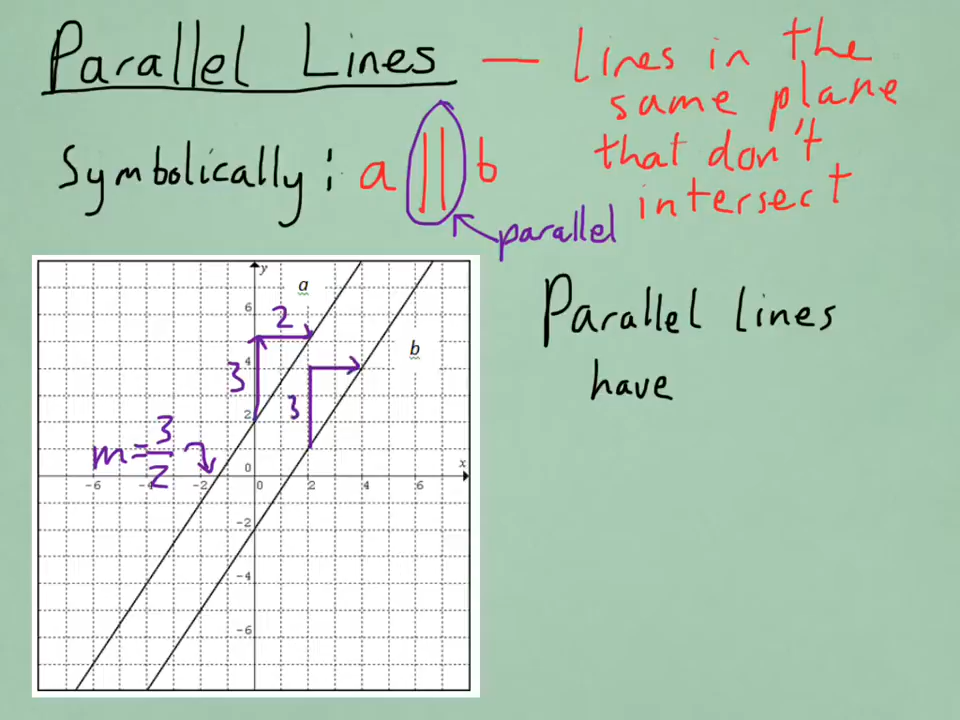 Parallel Lines — Lines in the
same plane
that don't
intersect
Symbolically: a || b
parallel
Parallel lines
have
y
a
b
x
2
3
3
m = 3/2
6
4
2
0
-2
-4
-6
-6
-4
-2
0
2
4
6